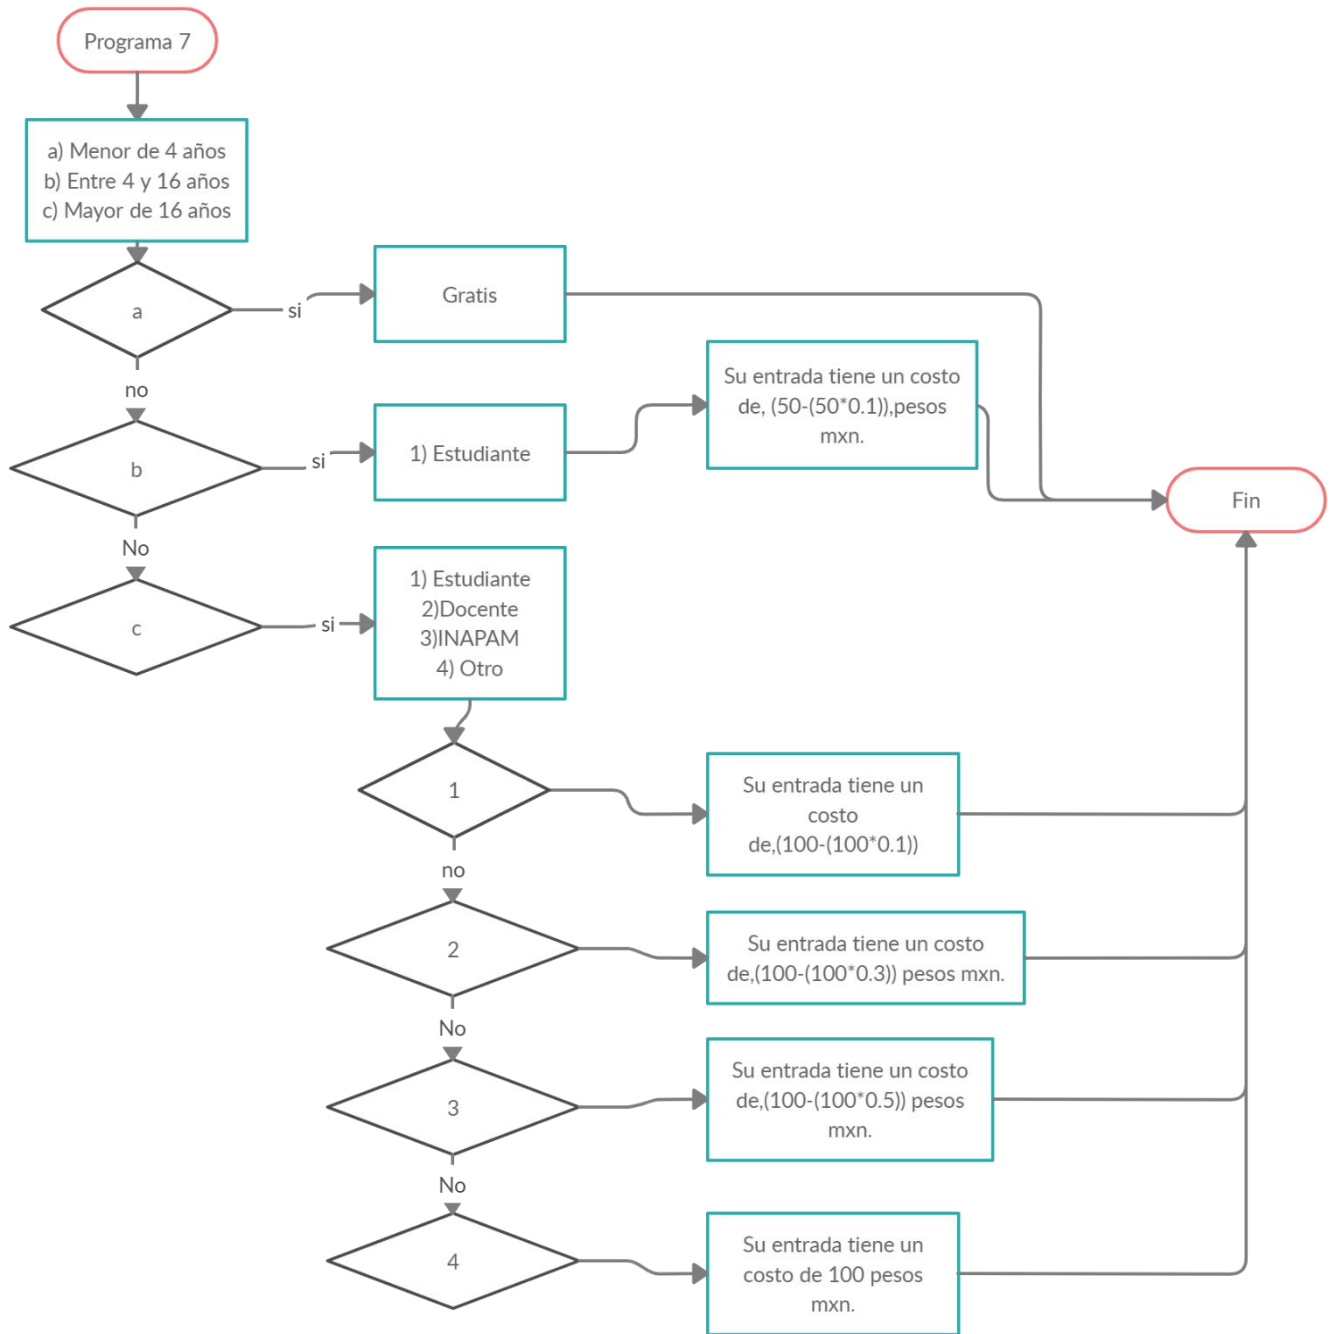 Programa 7
a) Menor de 4 años
b) Entre 4 y 16 años
c) Mayor de 16 años
a
si
Gratis
no
b
si
1) Estudiante
Su entrada tiene un costo
de, (50-(50*0.1)),pesos
mxn.
Fin
No
c
si
1) Estudiante
2)Docente
3)INAPAM
4) Otro
1
Su entrada tiene un
costo
de,(100-(100*0.1))
no
2
Su entrada tiene un costo
de,(100-(100*0.3)) pesos mxn.
No
3
Su entrada tiene un costo
de,(100-(100*0.5)) pesos
mxn.
No
4
Su entrada tiene un
costo de 100 pesos
mxn.